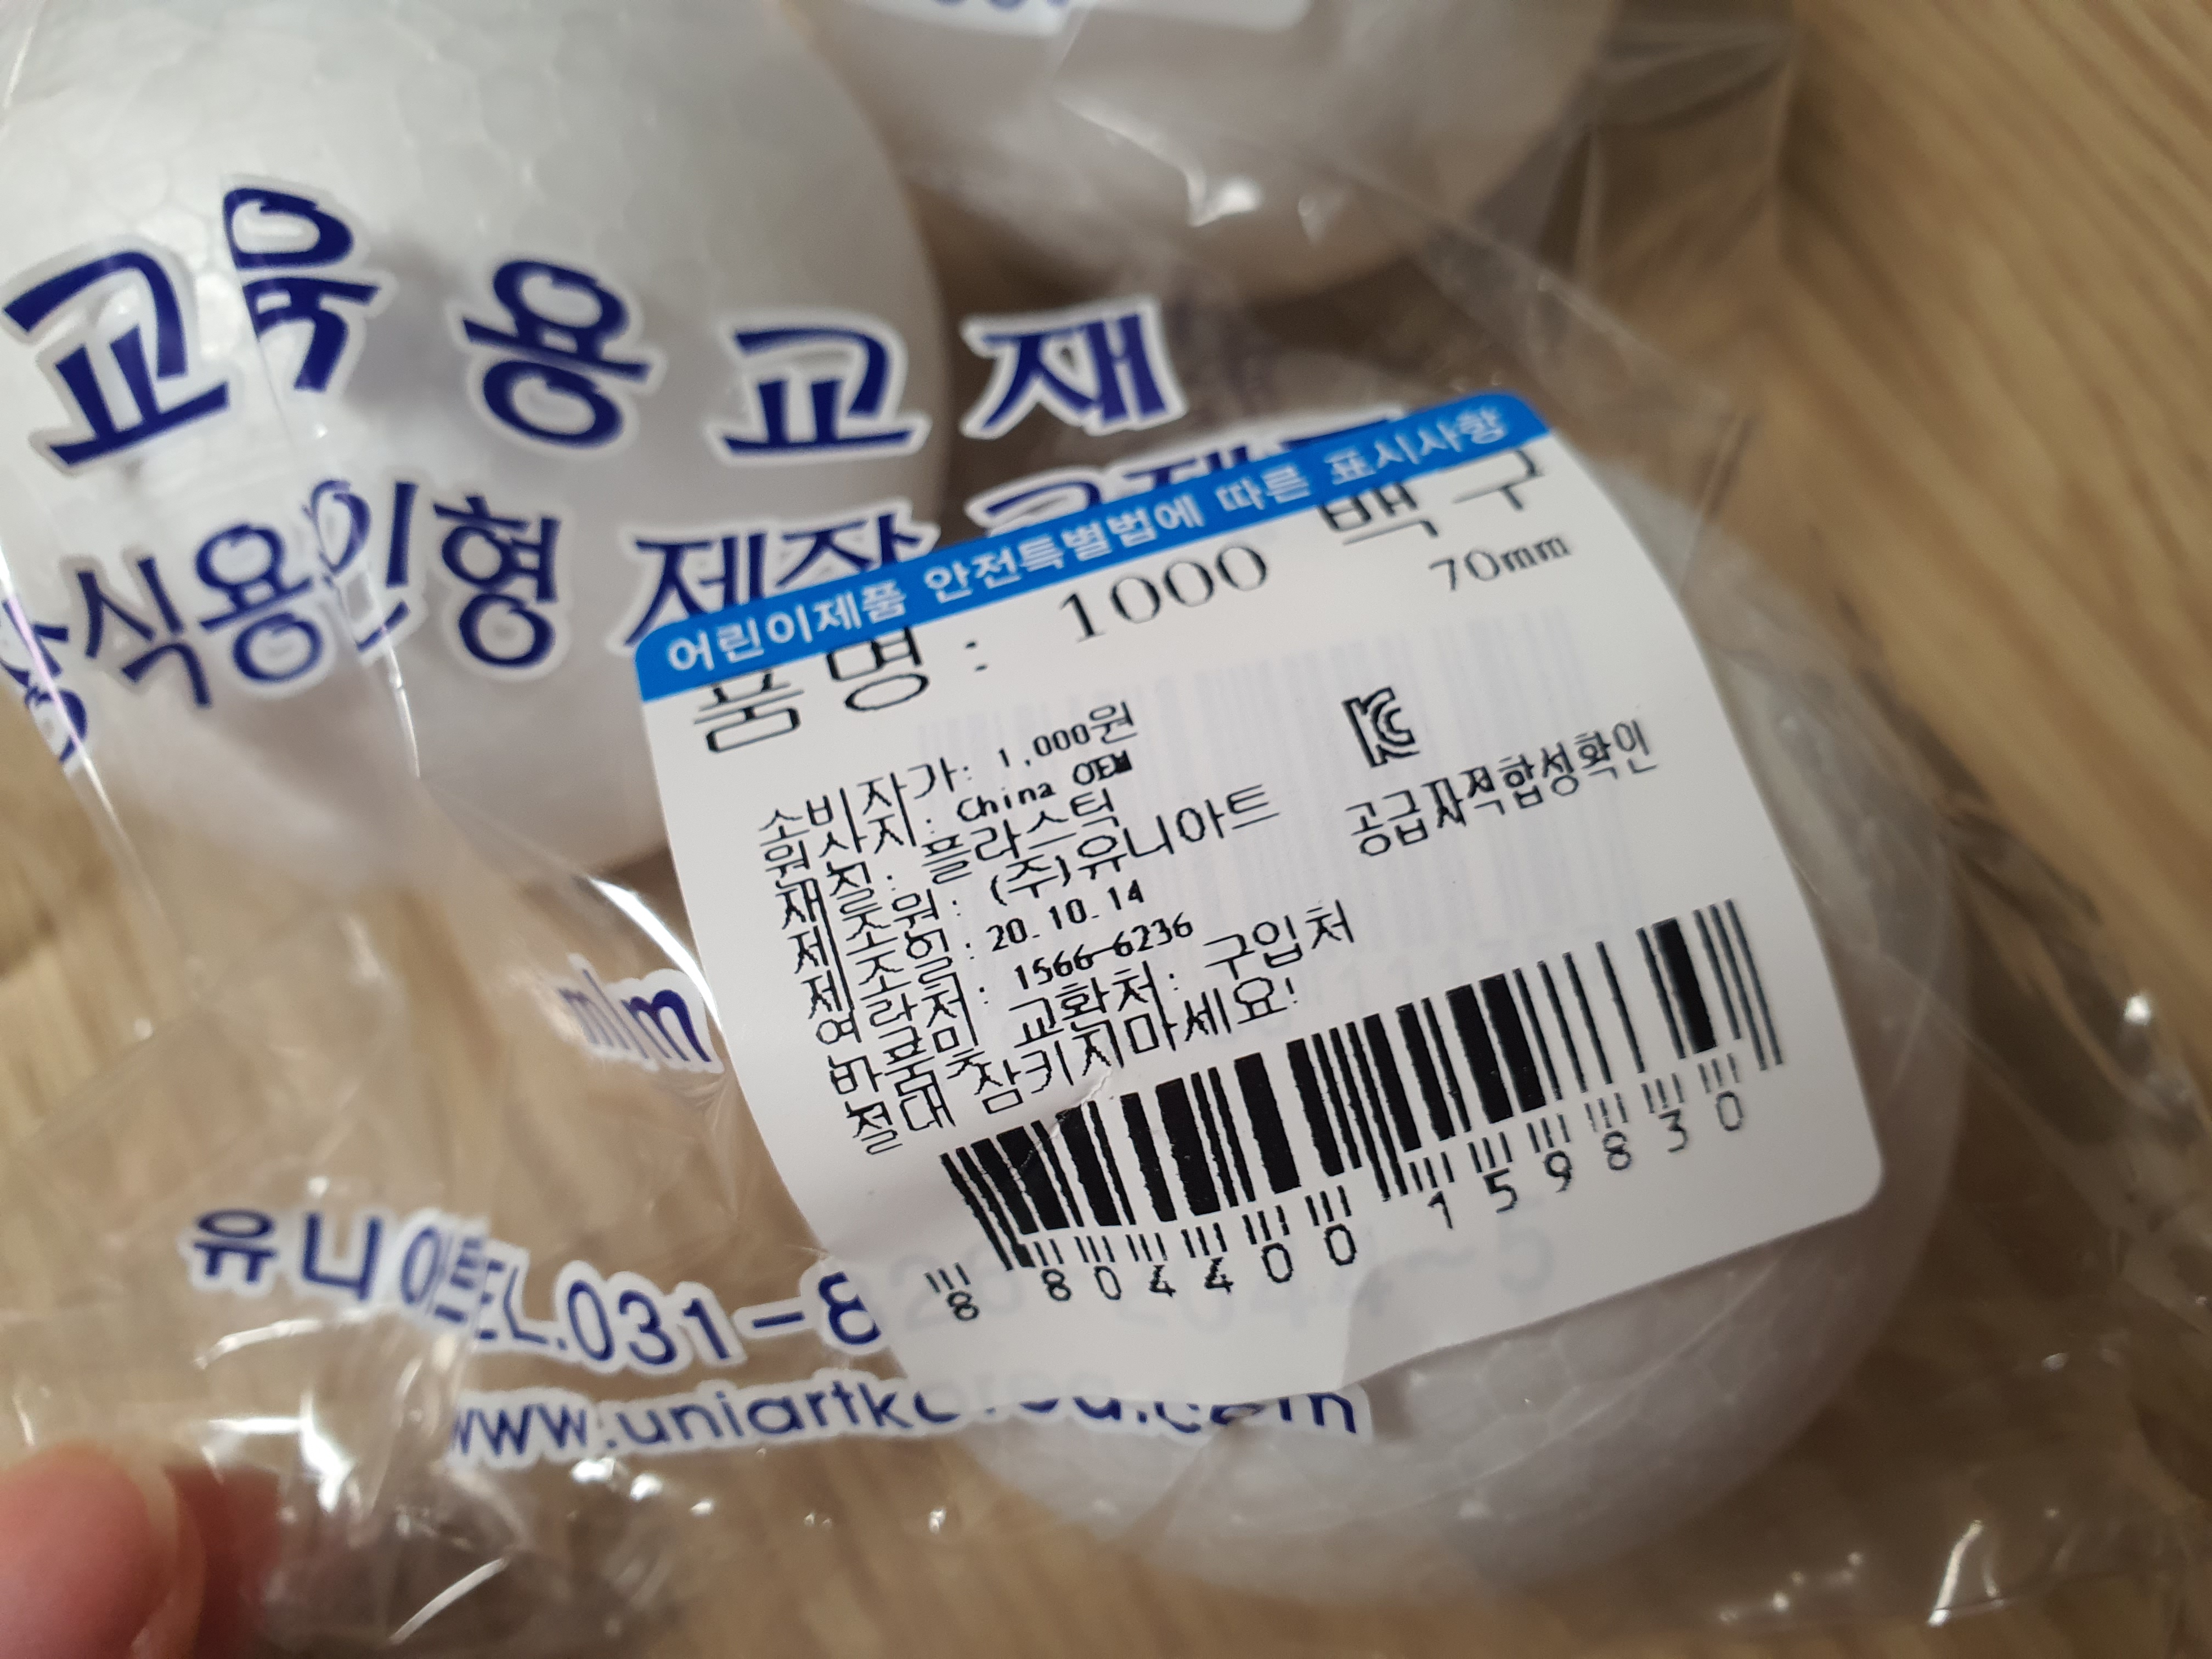 교육용교재
장식용인형 제작
어린이제품 안전특별법에 따른 표시사항
품명: 1000 백구
70mm
소비자가: 1,000원
원산지: China OEM
재질: 플라스틱
제조원: (주)유니아트
제조일: 20.10.14
연락처: 1566-6236
반품및 교환처: 구입처
절대 삼키지마세요!
공급자적합성확인
m/m
8 804400 159830
유니아트 TEL.031-8
www.uniartkorea.com